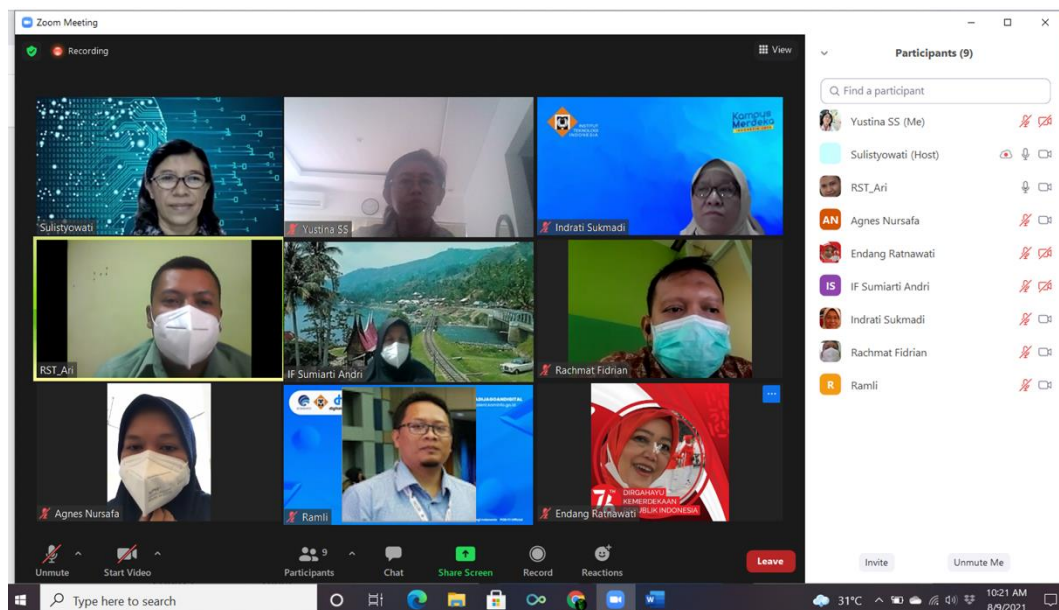 Zoom Meeting
Recording
View
Participants (9)
Find a participant
Yustina SS (Me)
Sulistyowati (Host)
RST_Ari
AN Agnes Nursafa
Endang Ratnawati
IS IF Sumiarti Andri
Indrati Sukmadi
Rachmat Fidrian
R Ramli
INSTITUT
TEKNOLOGI
INDONESIA
Kampus
Merdeka
Sulistyowati
Yustina SS
Indrati Sukmadi
RST_Ari
IF Sumiarti Andri
Rachmat Fidrian
DIRGAHAYU
KEMERDEKAAN
Agnes Nursafa
Ramli
Endang Ratnawati
Unmute
Start Video
9
Participants
Chat
Share Screen
Record
Reactions
Leave
Invite
Unmute Me
Type here to search
31°C
10:21 AM
8/9/2021